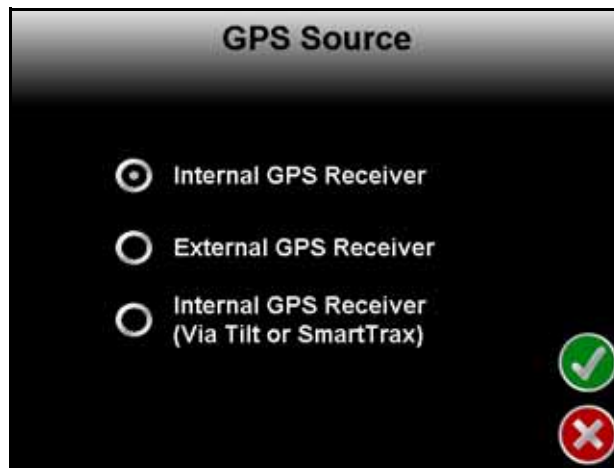 GPS Source
Internal GPS Receiver
External GPS Receiver
Internal GPS Receiver
(Via Tilt or SmartTrax)